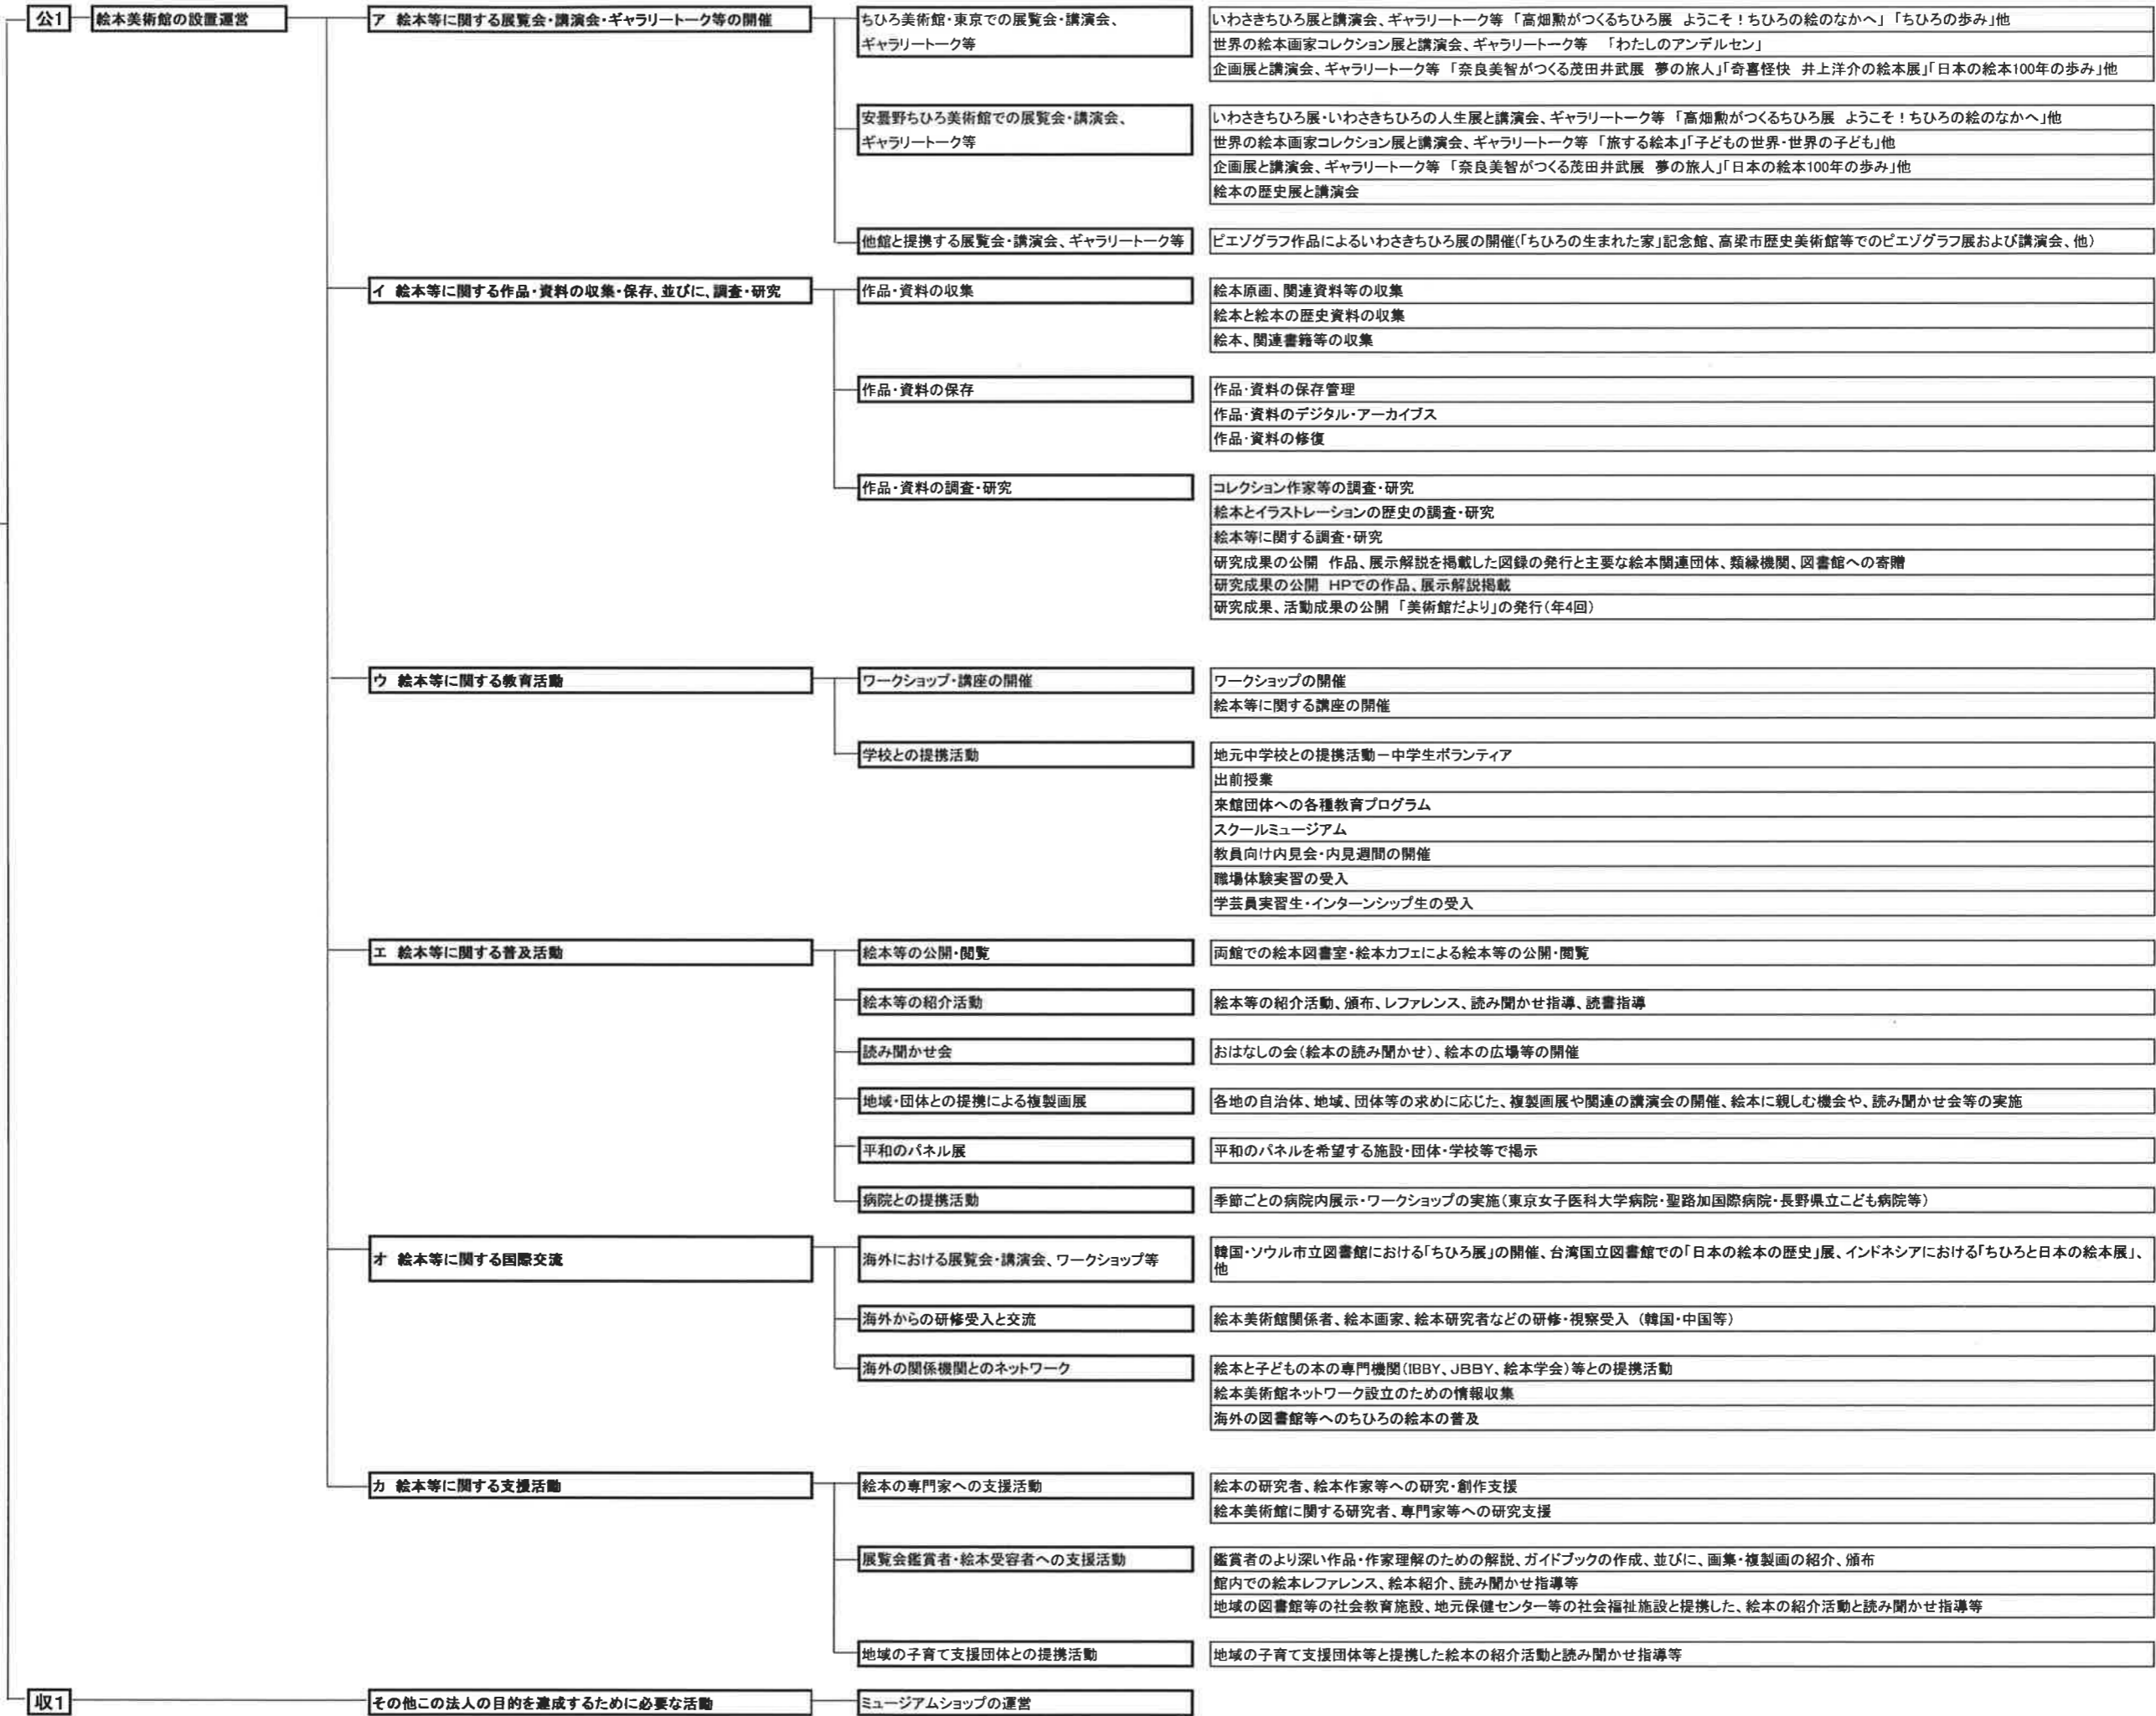 公1
絵本美術館の設置運営
ア 絵本等に関する展覧会・講演会・ギャラリートーク等の開催
ちひろ美術館・東京での展覧会・講演会、
ギャラリートーク等
いわさきちひろ展と講演会、ギャラリートーク等 「高畑勲がつくるちひろ展 ようこそ！ちひろの絵のなかへ」 「ちひろの歩み」他
世界の絵本画家コレクション展と講演会、ギャラリートーク等 「わたしのアンデルセン」
企画展と講演会、ギャラリートーク等 「奈良美智がつくる茂田井武展 夢の旅人」「奇喜怪快 井上洋介の絵本展」「日本の絵本100年の歩み」他
安曇野ちひろ美術館での展覧会・講演会、
ギャラリートーク等
いわさきちひろ展・いわさきちひろの人生展と講演会、ギャラリートーク等 「高畑勲がつくるちひろ展 ようこそ！ちひろの絵のなかへ」他
世界の絵本画家コレクション展と講演会、ギャラリートーク等 「旅する絵本」「子どもの世界・世界の子ども」他
企画展と講演会、ギャラリートーク等 「奈良美智がつくる茂田井武展 夢の旅人」「日本の絵本100年の歩み」他
絵本の歴史展と講演会
他館と提携する展覧会・講演会、ギャラリートーク等
ピエゾグラフ作品によるいわさきちひろ展の開催(「ちひろの生まれた家」記念館、高梁市歴史美術館等でのピエゾグラフ展および講演会、他)
イ 絵本等に関する作品・資料の収集・保存、並びに、調査・研究
作品・資料の収集
絵本原画、関連資料等の収集
絵本と絵本の歴史資料の収集
絵本、関連書籍等の収集
作品・資料の保存
作品・資料の保存管理
作品・資料のデジタル・アーカイブス
作品・資料の修復
作品・資料の調査・研究
コレクション作家等の調査・研究
絵本とイラストレーションの歴史の調査・研究
絵本等に関する調査・研究
研究成果の公開 作品、展示解説を掲載した図録の発行と主要な絵本関連団体、類縁機関、図書館への寄贈
研究成果の公開 HPでの作品、展示解説掲載
研究成果、活動成果の公開 「美術館だより」の発行(年4回)
ウ 絵本等に関する教育活動
ワークショップ・講座の開催
ワークショップの開催
絵本等に関する講座の開催
学校との提携活動
地元中学校との提携活動－中学生ボランティア
出前授業
来館団体への各種教育プログラム
スクールミュージアム
教員向け内見会・内見週間の開催
職場体験実習の受入
学芸員実習生・インターンシップ生の受入
エ 絵本等に関する普及活動
絵本等の公開・閲覧
両館での絵本図書室・絵本カフェによる絵本等の公開・閲覧
絵本等の紹介活動
絵本等の紹介活動、頒布、レファレンス、読み聞かせ指導、読書指導
読み聞かせ会
おはなしの会(絵本の読み聞かせ)、絵本の広場等の開催
地域・団体との提携による複製画展
各地の自治体、地域、団体等の求めに応じた、複製画展や関連の講演会の開催、絵本に親しむ機会や、読み聞かせ会等の実施
平和のパネル展
平和のパネルを希望する施設・団体・学校等で掲示
病院との提携活動
季節ごとの病院内展示・ワークショップの実施(東京女子医科大学病院・聖路加国際病院・長野県立こども病院等)
オ 絵本等に関する国際交流
海外における展覧会・講演会、ワークショップ等
韓国・ソウル市立図書館における「ちひろ展」の開催、台湾国立図書館での「日本の絵本の歴史」展、インドネシアにおける「ちひろと日本の絵本展」、
他
海外からの研修受入と交流
絵本美術館関係者、絵本画家、絵本研究者などの研修・視察受入 (韓国・中国等)
海外の関係機関とのネットワーク
絵本と子どもの本の専門機関(IBBY、JBBY、絵本学会)等との提携活動
絵本美術館ネットワーク設立のための情報収集
海外の図書館等へのちひろの絵本の普及
カ 絵本等に関する支援活動
絵本の専門家への支援活動
絵本の研究者、絵本作家等への研究・創作支援
絵本美術館に関する研究者、専門家等への研究支援
展覧会鑑賞者・絵本受容者への支援活動
鑑賞者のより深い作品・作家理解のための解説、ガイドブックの作成、並びに、画集・複製画の紹介、頒布
館内での絵本レファレンス、絵本紹介、読み聞かせ指導等
地域の図書館等の社会教育施設、地元保健センター等の社会福祉施設と提携した、絵本の紹介活動と読み聞かせ指導等
地域の子育て支援団体との提携活動
地域の子育て支援団体等と提携した絵本の紹介活動と読み聞かせ指導等
収1
その他この法人の目的を達成するために必要な活動
ミュージアムショップの運営